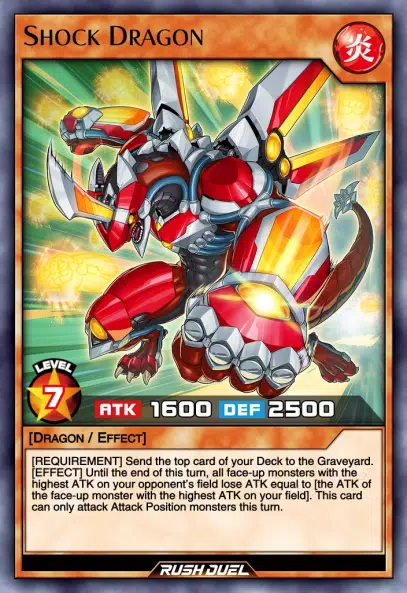 SHOCK DRAGON
炎
LEVEL
7
ATK 1600 DEF 2500
[DRAGON / EFFECT]
[REQUIREMENT] Send the top card of your Deck to the Graveyard.
[EFFECT] Until the end of this turn, all face-up monsters with the
highest ATK on your opponent's field lose ATK equal to [the ATK of
the face-up monster with the highest ATK on your field]. This card
can only attack Attack Position monsters this turn.
RUSH DUEL